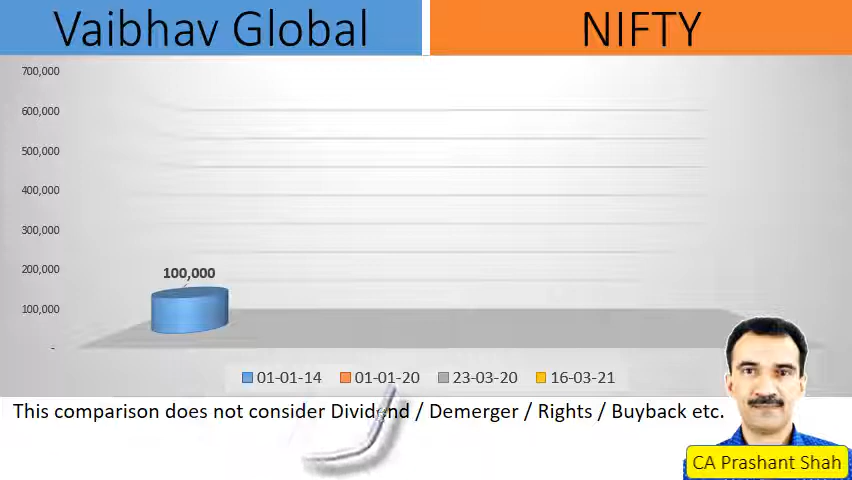 Vaibhav Global
NIFTY
700,000
600,000
500,000
400,000
300,000
200,000
100,000
-
100,000
01-01-14 01-01-20 23-03-20 16-03-21
This comparison does not consider Dividend / Demerger / Rights / Buyback etc.
CA Prashant Shah